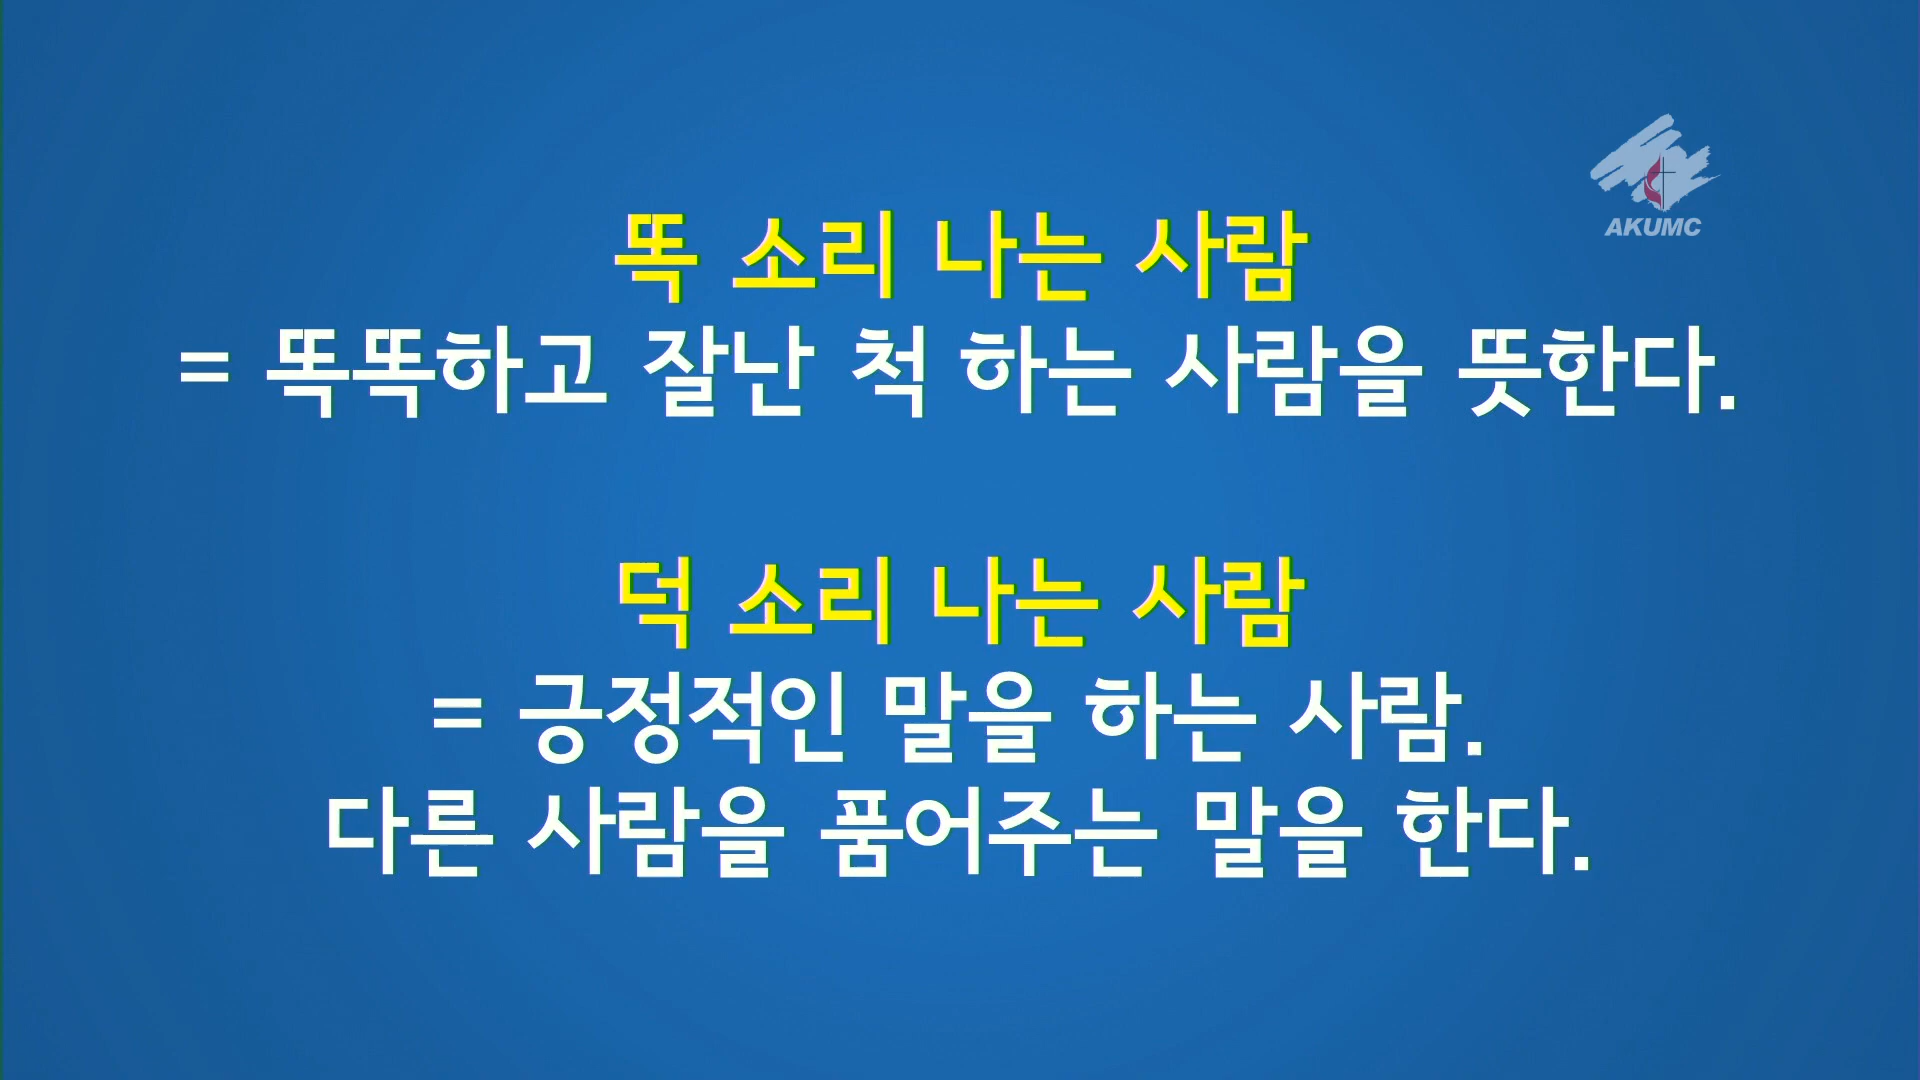 AKUMC
똑 소리 나는 사람
= 똑똑하고 잘난 척 하는 사람을 뜻한다.
덕 소리 나는 사람
= 긍정적인 말을 하는 사람.
다른 사람을 품어주는 말을 한다.